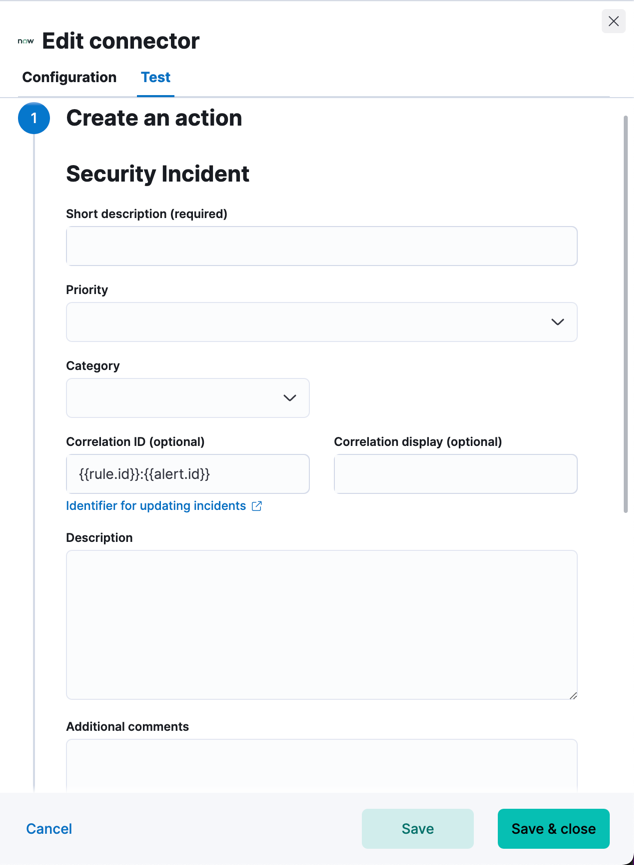 now Edit connector
Configuration Test
1 Create an action
Security Incident
Short description (required)
Priority
Category
Correlation ID (optional) Correlation display (optional)
{{rule.id}}:{{alert.id}}
Identifier for updating incidents
Description
Additional comments
Cancel Save Save & close